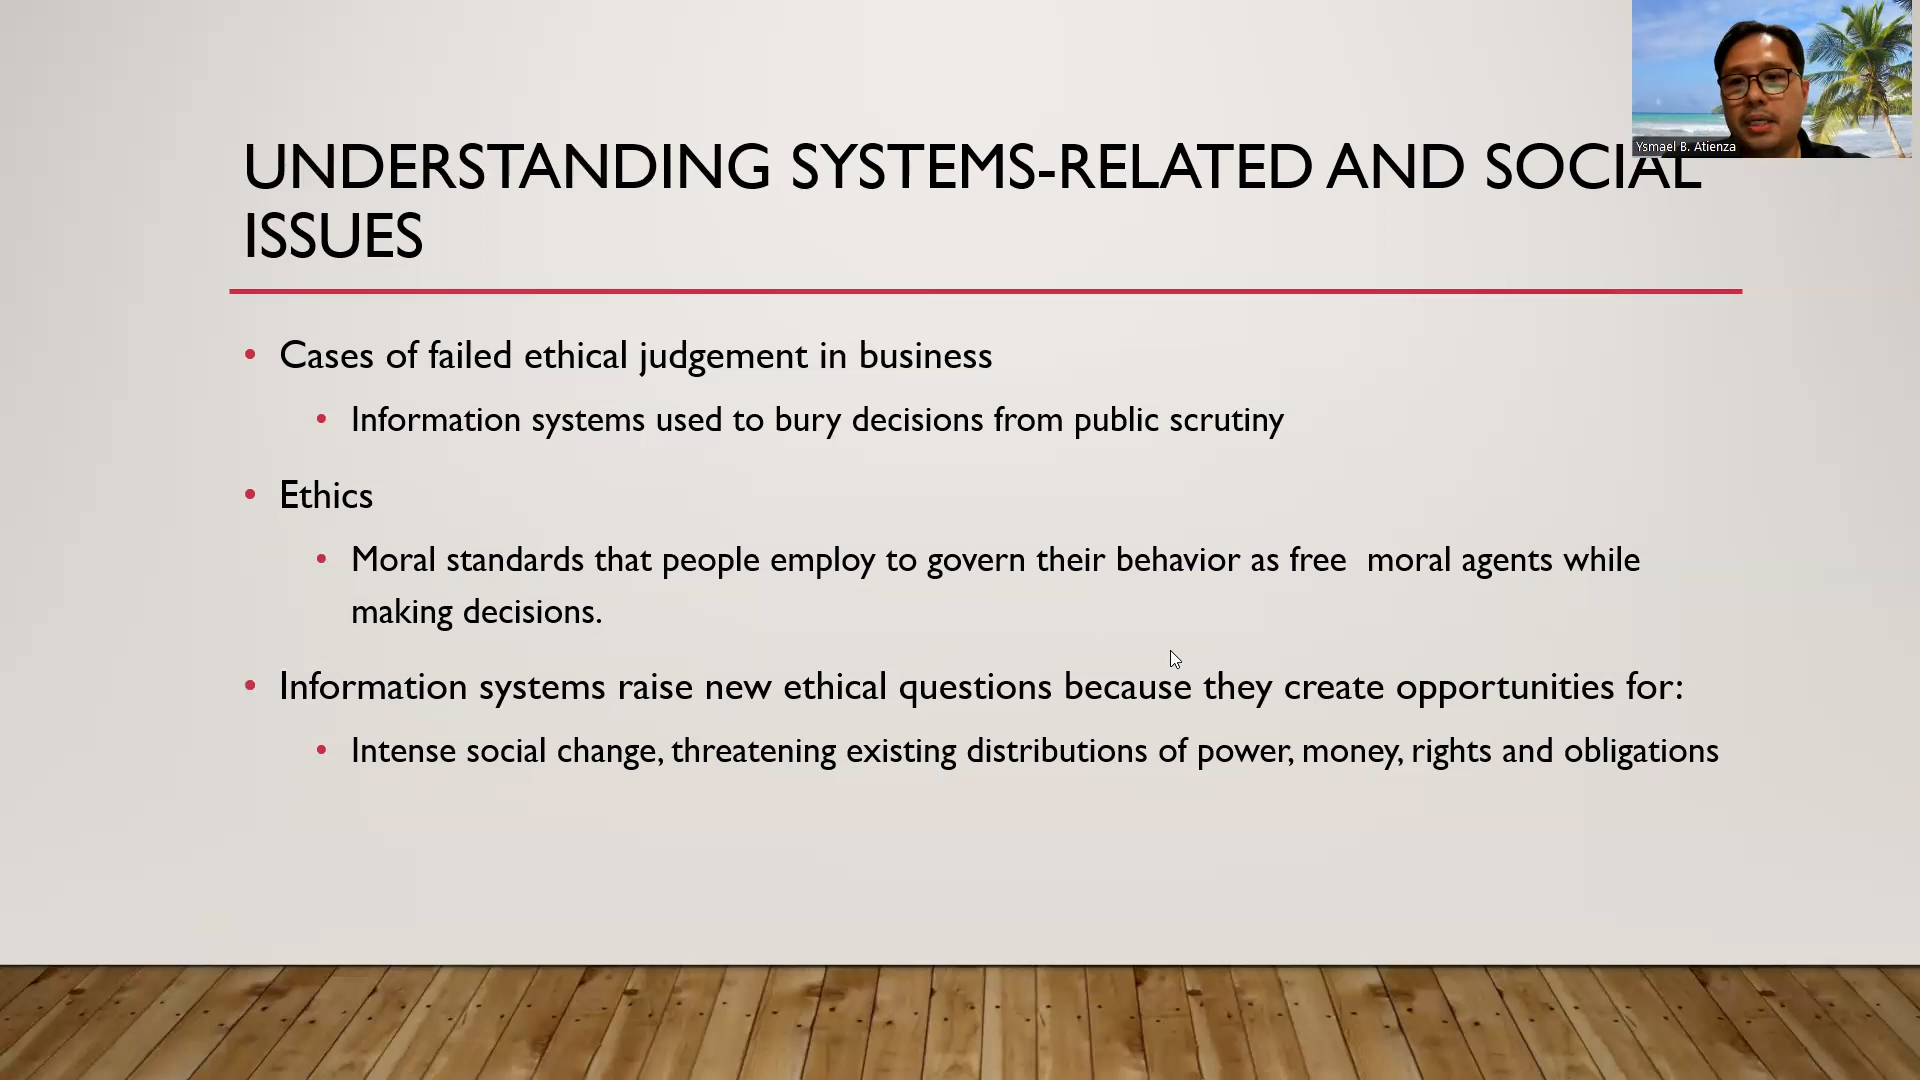 Ysmael B. Atienza
UNDERSTANDING SYSTEMS-RELATED AND SOCIAL
ISSUES
• Cases of failed ethical judgement in business
• Information systems used to bury decisions from public scrutiny
• Ethics
• Moral standards that people employ to govern their behavior as free  moral agents while
making decisions.
• Information systems raise new ethical questions because they create opportunities for:
• Intense social change, threatening existing distributions of power, money, rights and obligations